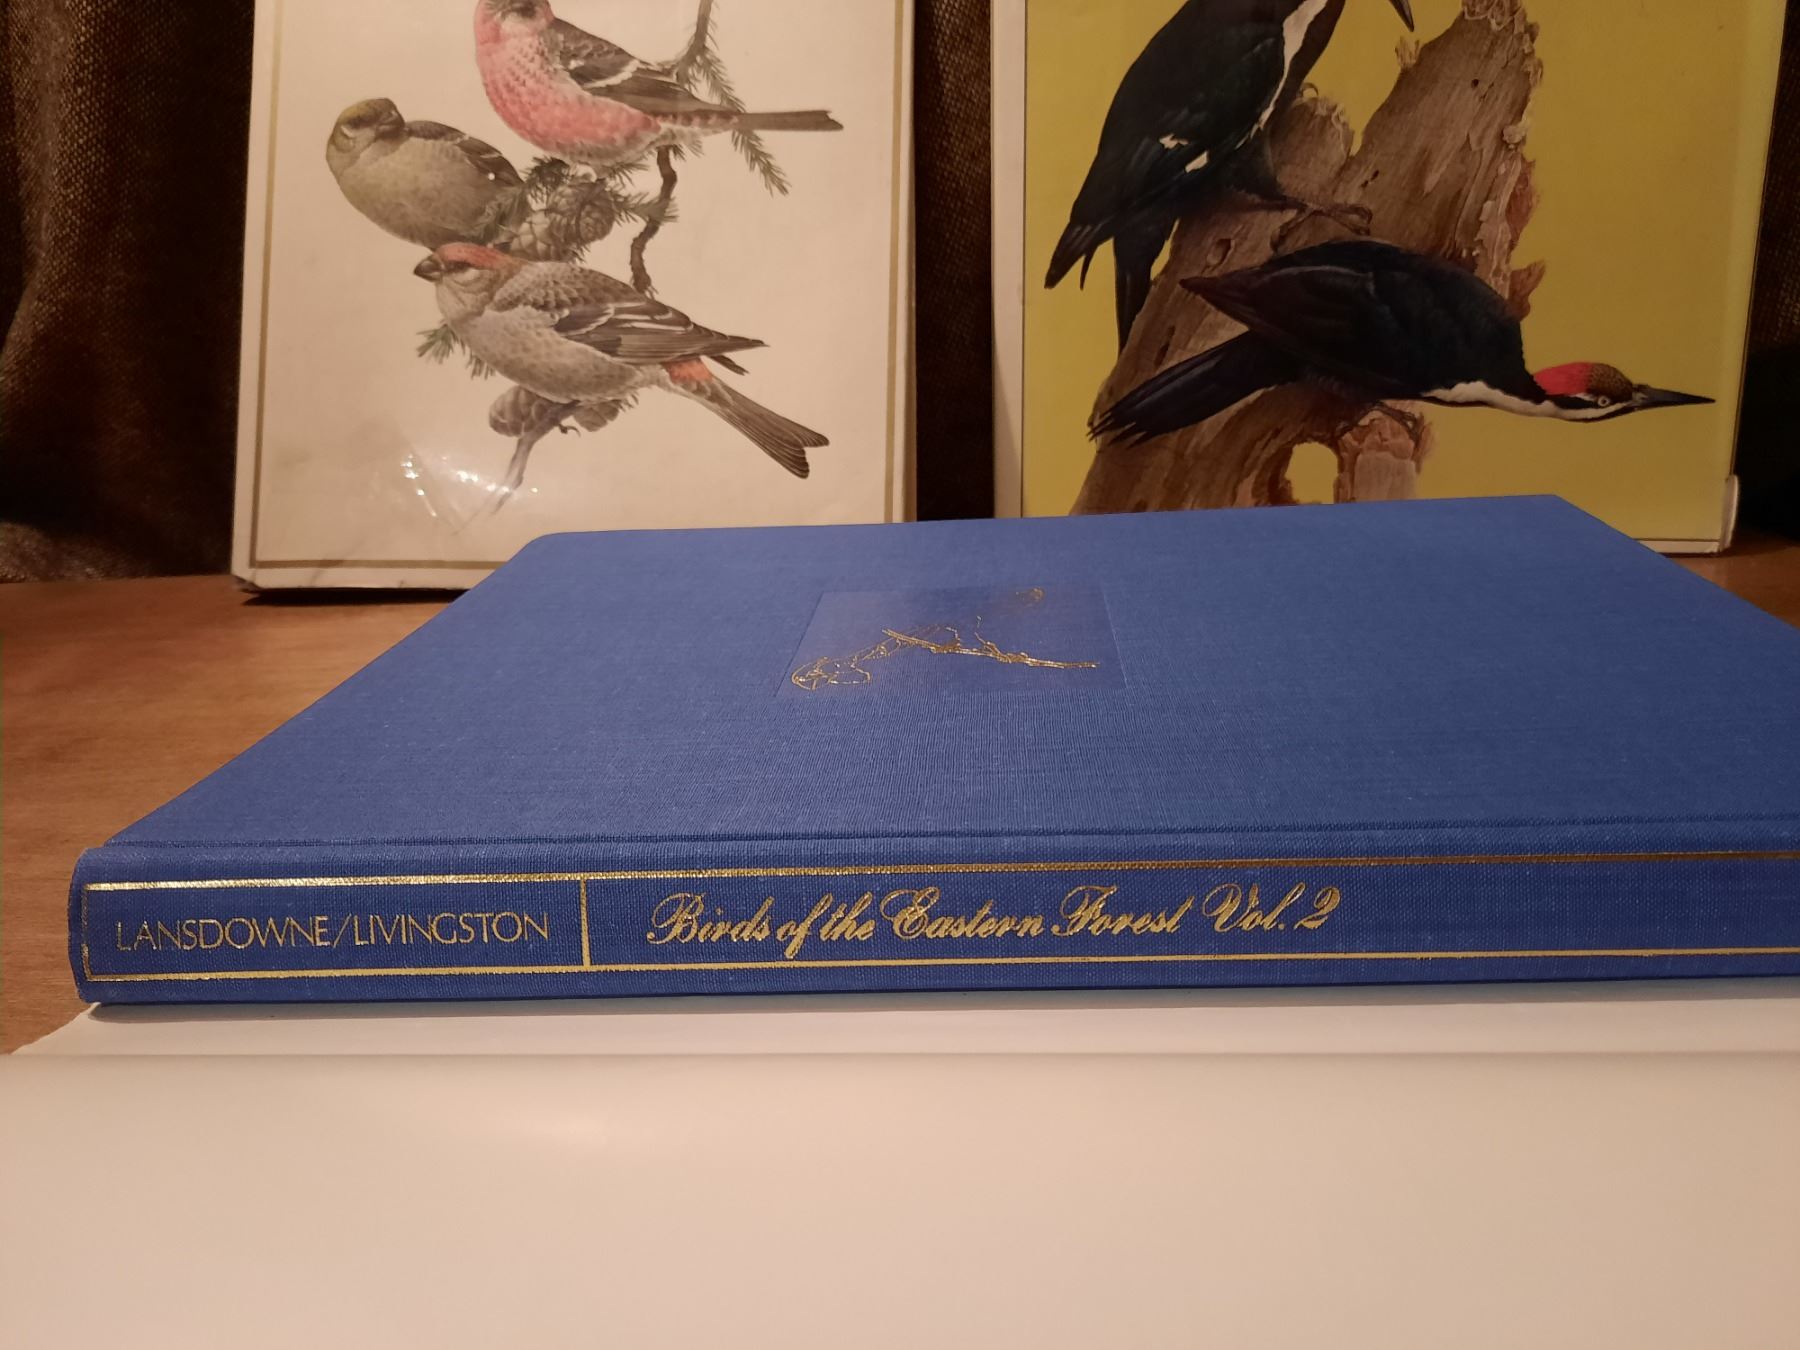 LANSDOWNE/LIVINGSTON Birds of the Eastern Forest Vol. 2